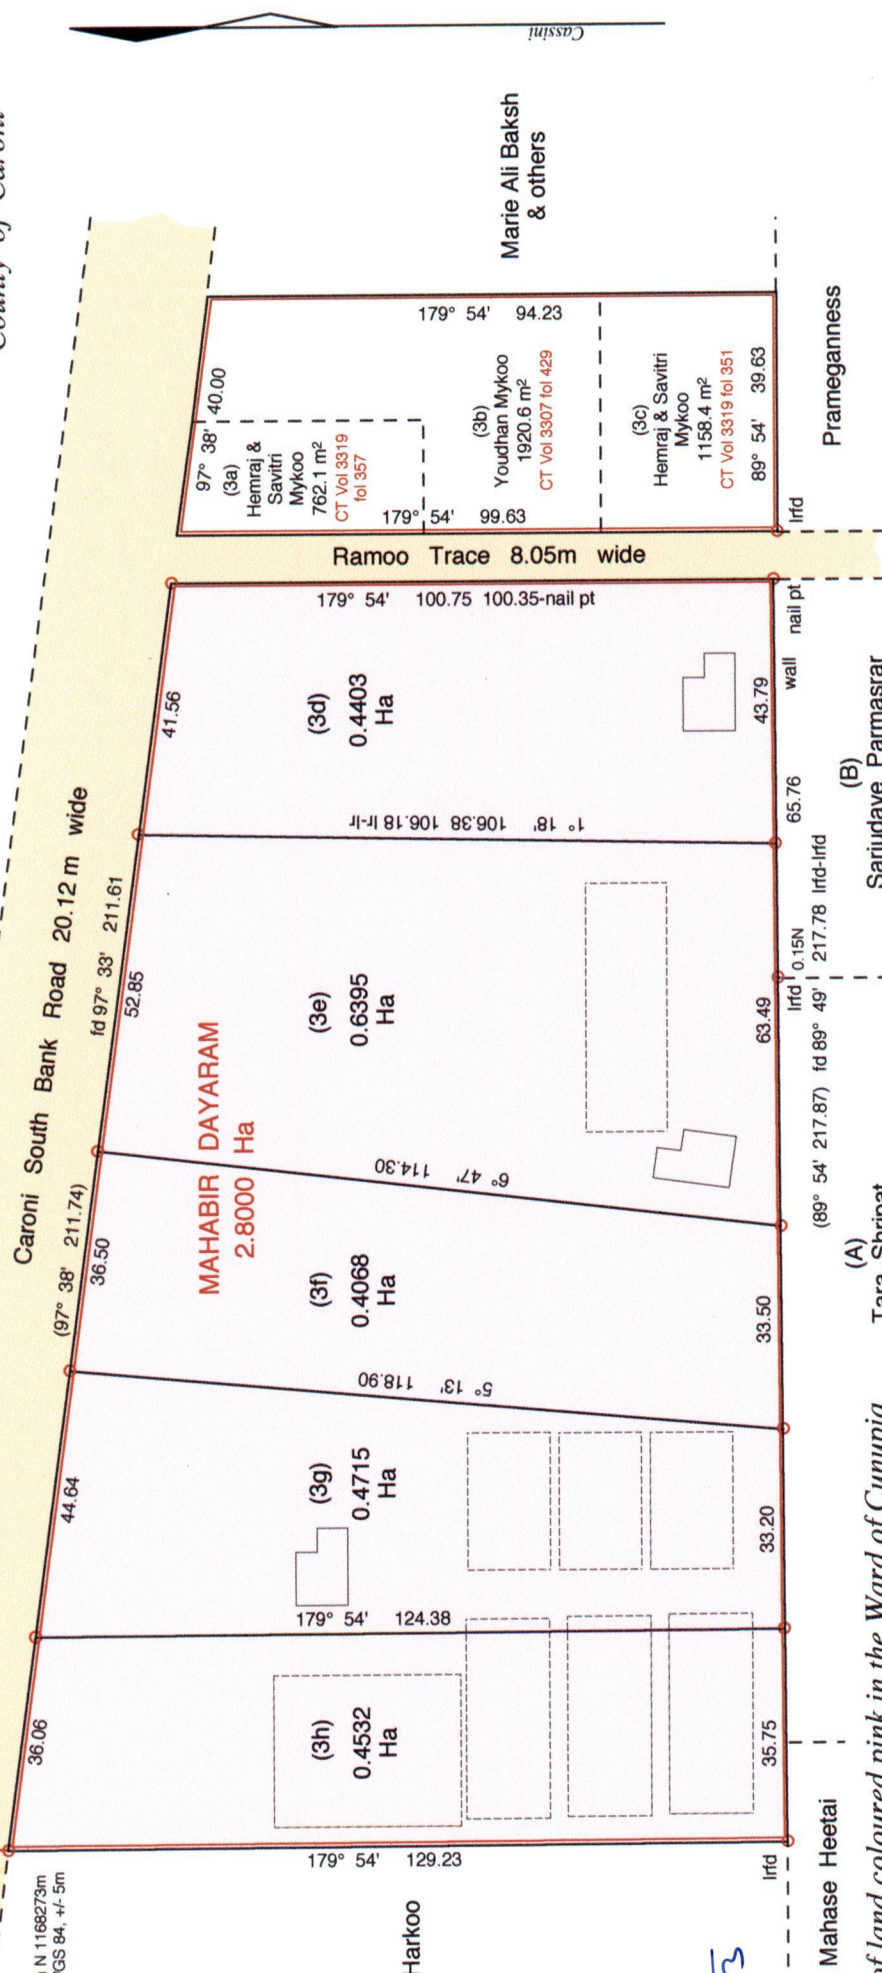 County of Caroni
Cassini
Caroni South Bank Road 20.12 m wide
(97° 38' 211.74)
fd 97° 33' 211.61
36.06
44.64
36.50
52.85
41.56
97° 38' 40.00
(3a)
Hemraj &
Savitri
Mykoo
762.1 m²
CT Vol 3319
fol 357
179° 54' 94.23
Marie Ali Baksh
& others
(3b)
Youdhan Mykoo
1920.6 m²
CT Vol 3307 fol 429
(3c)
Hemraj & Savitri
Mykoo
1158.4 m²
CT Vol 3319 fol 351
89° 54' 39.63
179° 54' 99.63
Irfd
Prameganness
Ramoo Trace 8.05m wide
179° 54' 100.75 100.35-nail pt
MAHABIR DAYARAM
2.8000 Ha
(3d)
0.4403
Ha
1° 18' 106.38 106.18 Ir-Ir
(3e)
0.6395
Ha
6° 47' 114.30
(3f)
0.4068
Ha
5° 13' 118.90
(3g)
0.4715
Ha
179° 54' 124.38
(3h)
0.4532
Ha
179° 54' 129.23
N 1168273m
WGS 84, +/- 5m
Harkoo
35.75
33.20
33.50
63.49
43.79
Irfd
Irfd 0.15N
65.76
wall nail pt
(89° 54' 217.87) fd 89° 49' 217.78 Irfd-Irfd
Mahase Heetai
(A)
Tara Shripat
(B)
Sarjudaye Parmasrar
of land coloured pink in the Ward of Cunupia